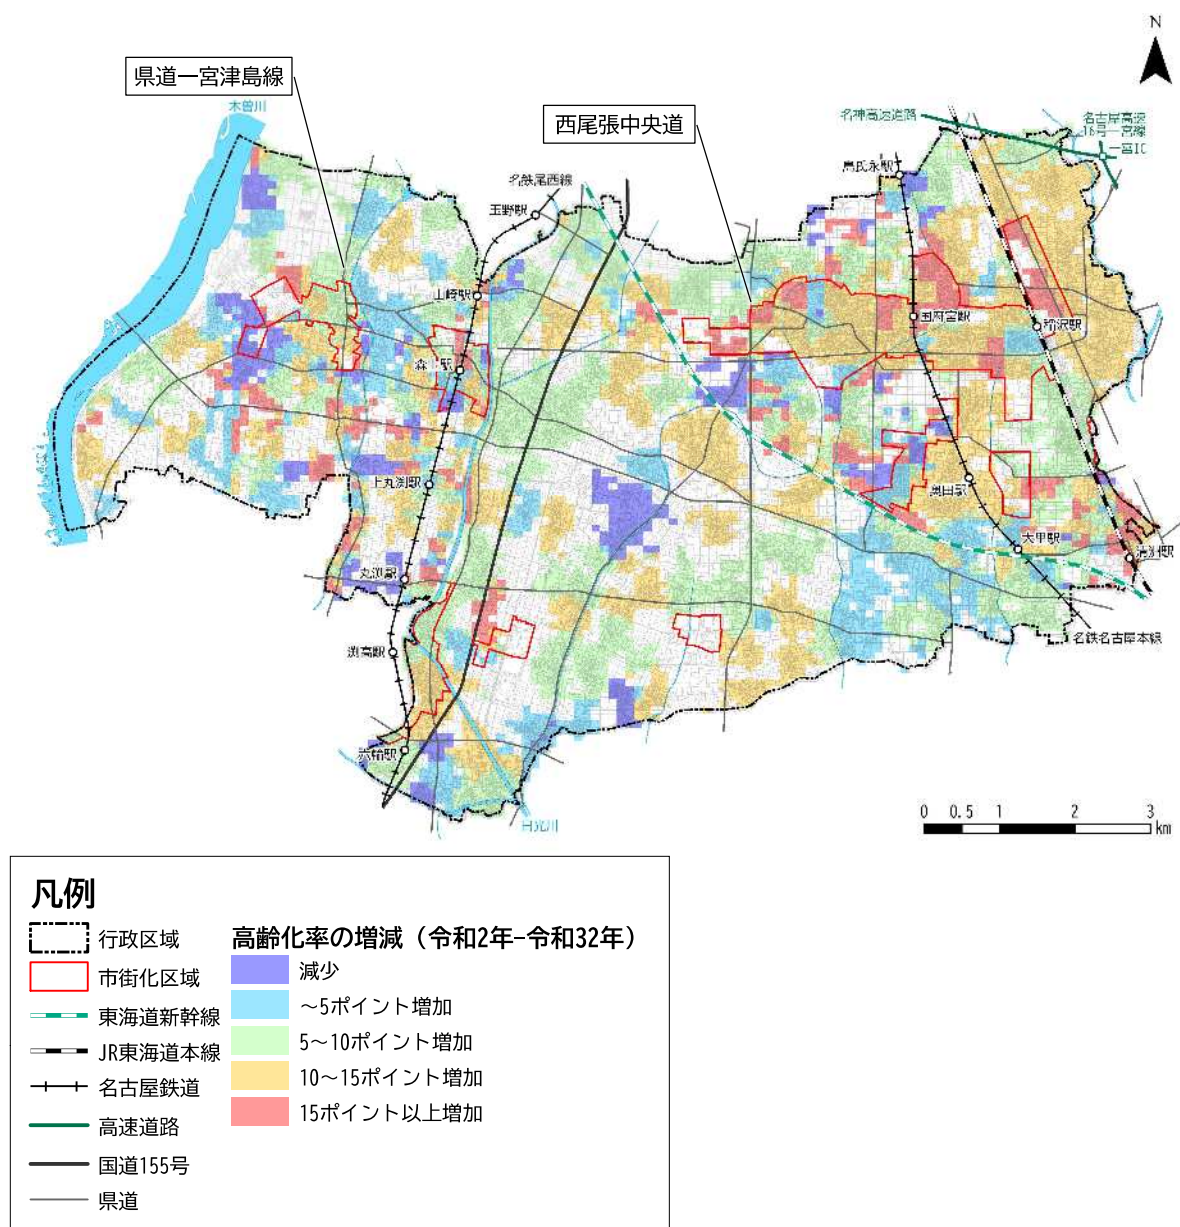 N
県道一宮津島線
木曽川
西尾張中央道
名神高速道路
名古屋高速
16号一宮線
一宮IC
島氏永駅
名鉄尾西線
玉野駅
山崎駅
国府宮駅
稲沢駅
森上駅
上丸渕駅
奥田駅
大里駅
清洲駅
丸渕駅
渕高駅
名鉄名古屋本線
六輪駅
日光川
0 0.5 1 2 3
km
凡例
行政区域
市街化区域
東海道新幹線
JR東海道本線
名古屋鉄道
高速道路
国道155号
県道
高齢化率の増減（令和2年-令和32年）
減少
～5ポイント増加
5～10ポイント増加
10～15ポイント増加
15ポイント以上増加